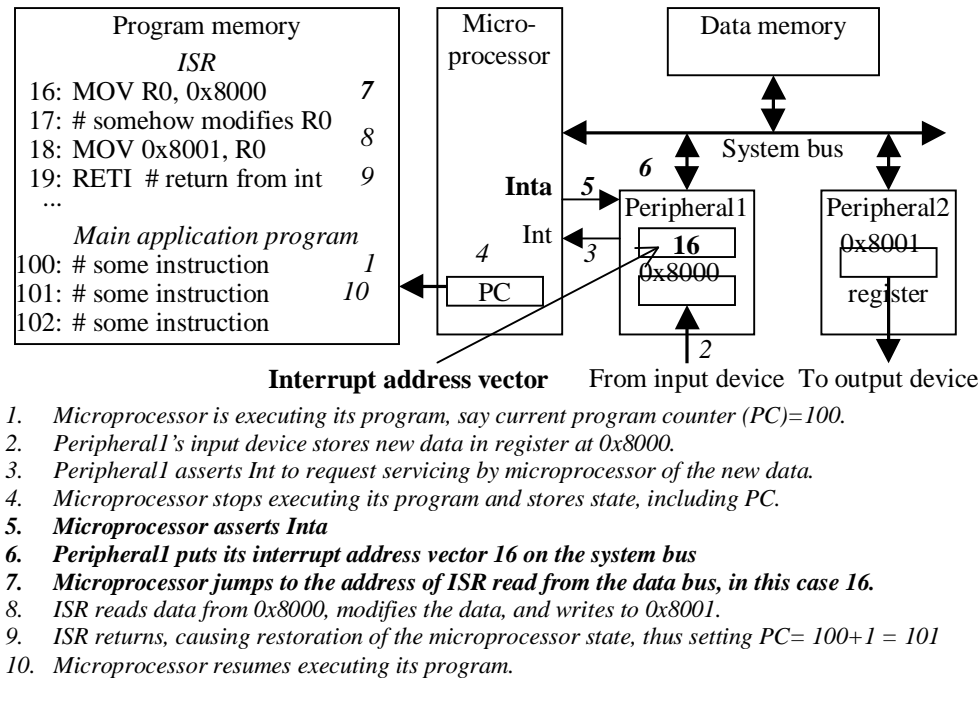 Program memory
ISR
16: MOV R0, 0x8000 7
17: # somehow modifies R0
18: MOV 0x8001, R0 8
19: RETI # return from int 9
...
Main application program
100: # some instruction 1
101: # some instruction 10
102: # some instruction
Micro-
processor
Inta
5
Int
3
4
PC
Data memory
System bus
6
Peripheral1
16
0x8000
2
Peripheral2
0x8001
register
Interrupt address vector
From input device
To output device
1. Microprocessor is executing its program, say current program counter (PC)=100.
2. Peripheral1’s input device stores new data in register at 0x8000.
3. Peripheral1 asserts Int to request servicing by microprocessor of the new data.
4. Microprocessor stops executing its program and stores state, including PC.
5. Microprocessor asserts Inta
6. Peripheral1 puts its interrupt address vector 16 on the system bus
7. Microprocessor jumps to the address of ISR read from the data bus, in this case 16.
8. ISR reads data from 0x8000, modifies the data, and writes to 0x8001.
9. ISR returns, causing restoration of the microprocessor state, thus setting PC= 100+1 = 101
10. Microprocessor resumes executing its program.